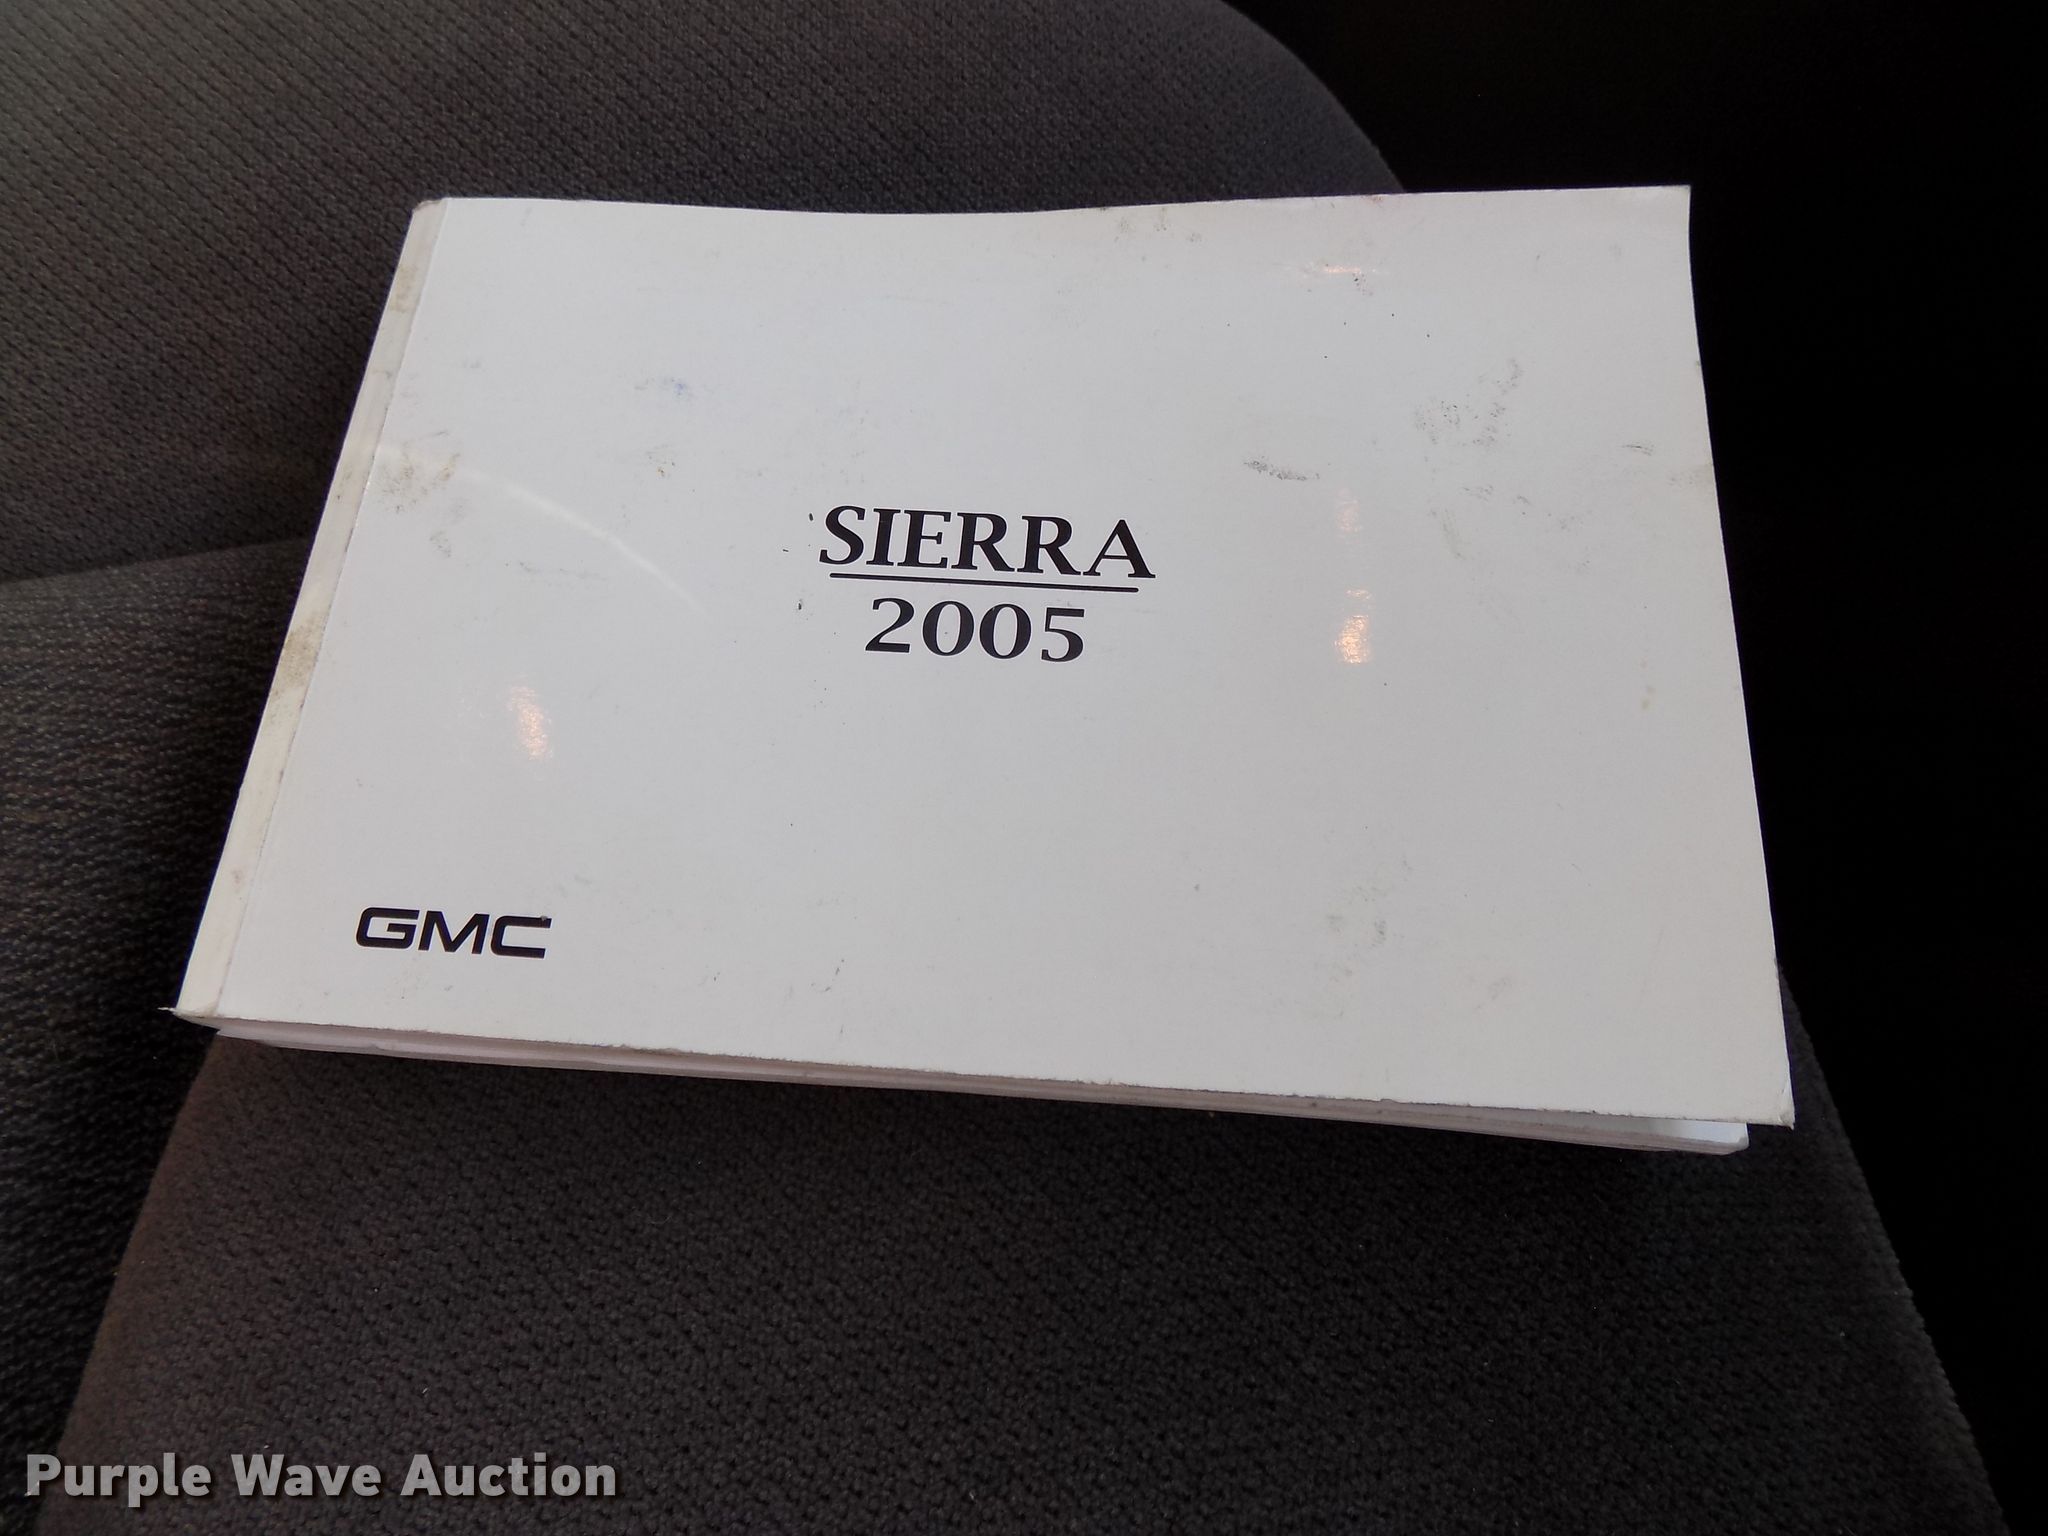 SIERRA
2005
GMC
Purple Wave Auction